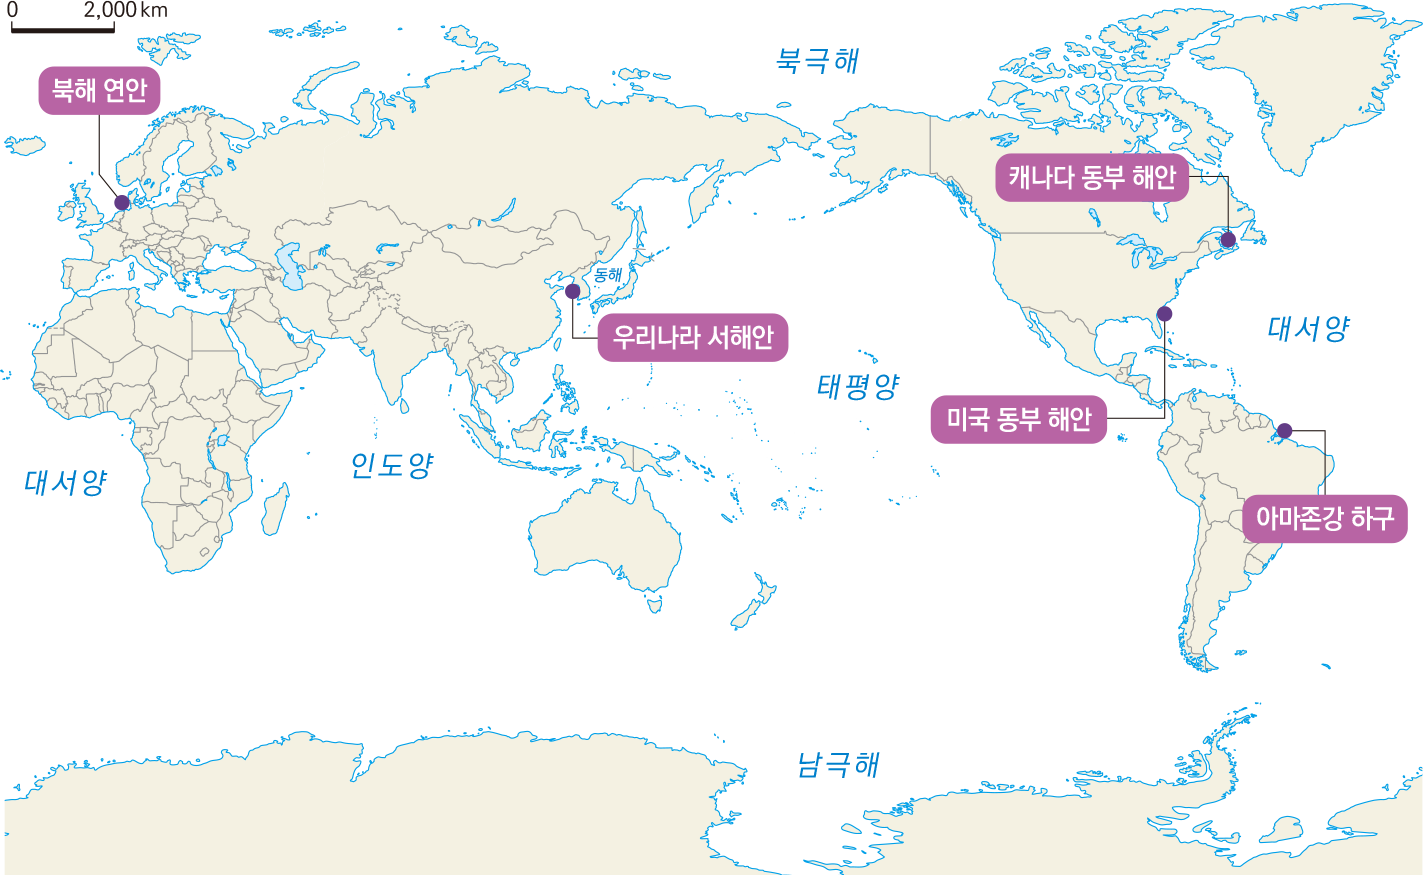 0 2,000 km
북극해
북해 연안
캐나다 동부 해안
동해
우리나라 서해안
대서양
태평양
미국 동부 해안
인도양
대서양
아마존강 하구
남극해